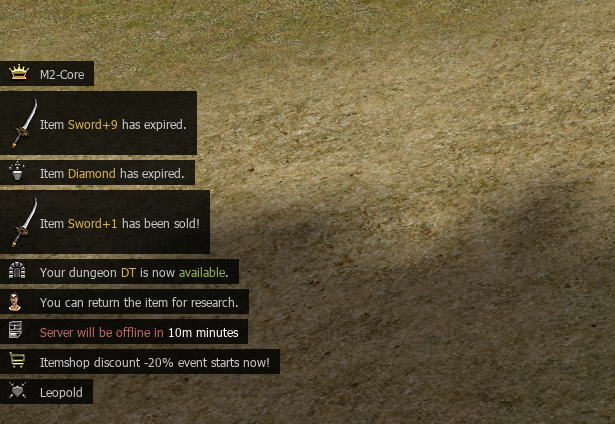 M2-Core
Item Sword+9 has expired.
Item Diamond has expired.
Item Sword+1 has been sold!
Your dungeon DT is now available.
You can return the item for research.
Server will be offline in 10m minutes
Itemshop discount -20% event starts now!
Leopold